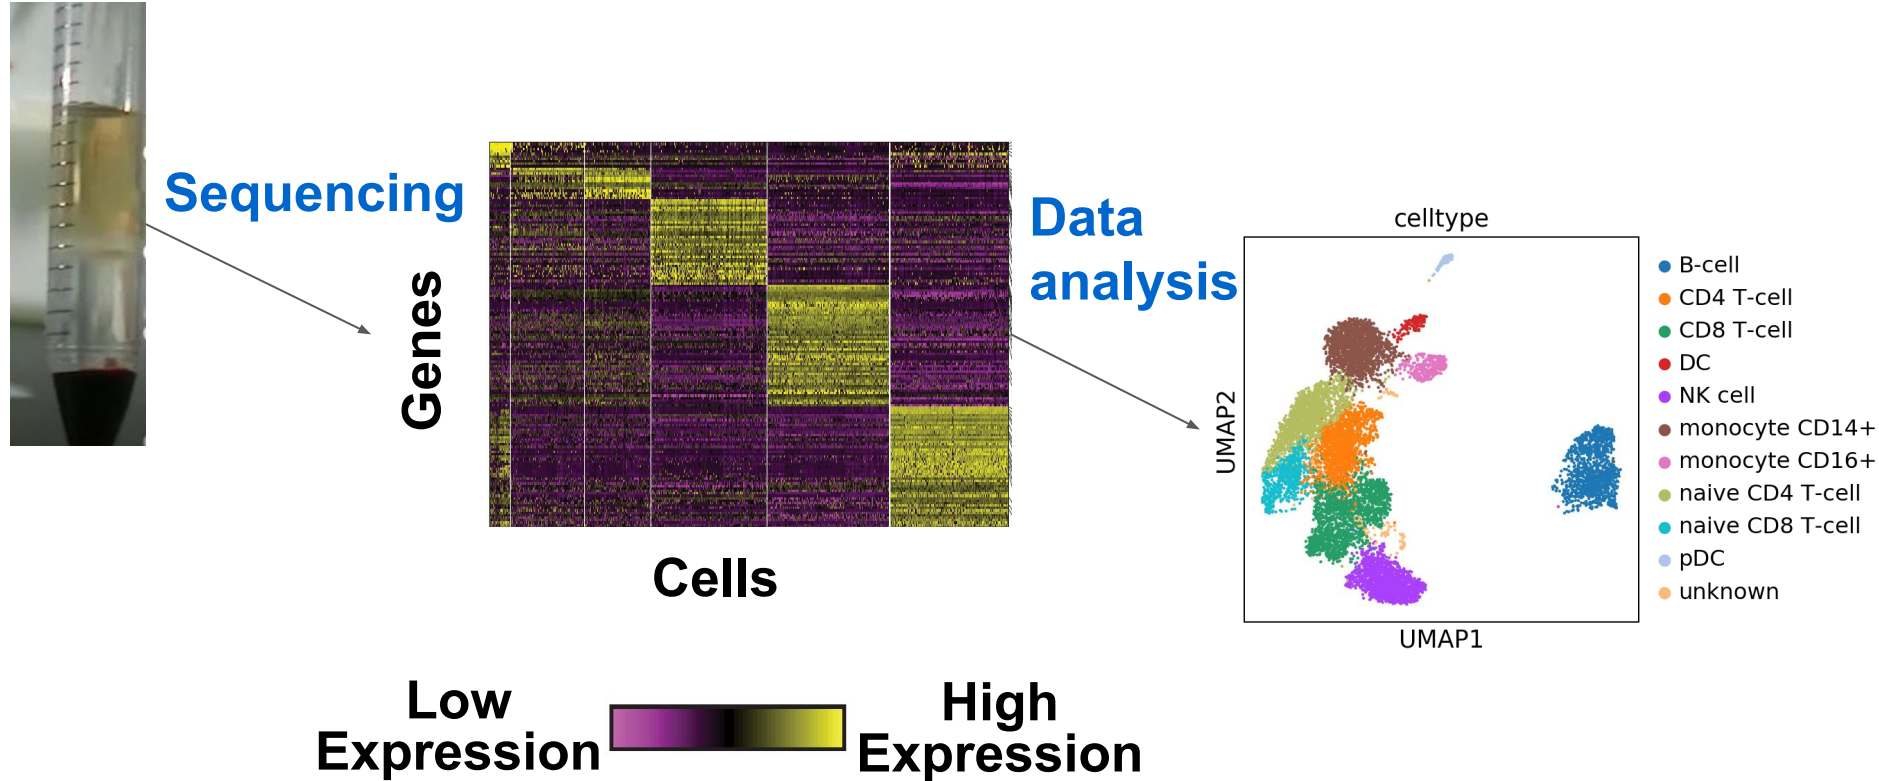 Sequencing
Genes
Cells
Low
Expression
High
Expression
Data
analysis
celltype
UMAP2
UMAP1
B-cell
CD4 T-cell
CD8 T-cell
DC
NK cell
monocyte CD14+
monocyte CD16+
naive CD4 T-cell
naive CD8 T-cell
pDC
unknown